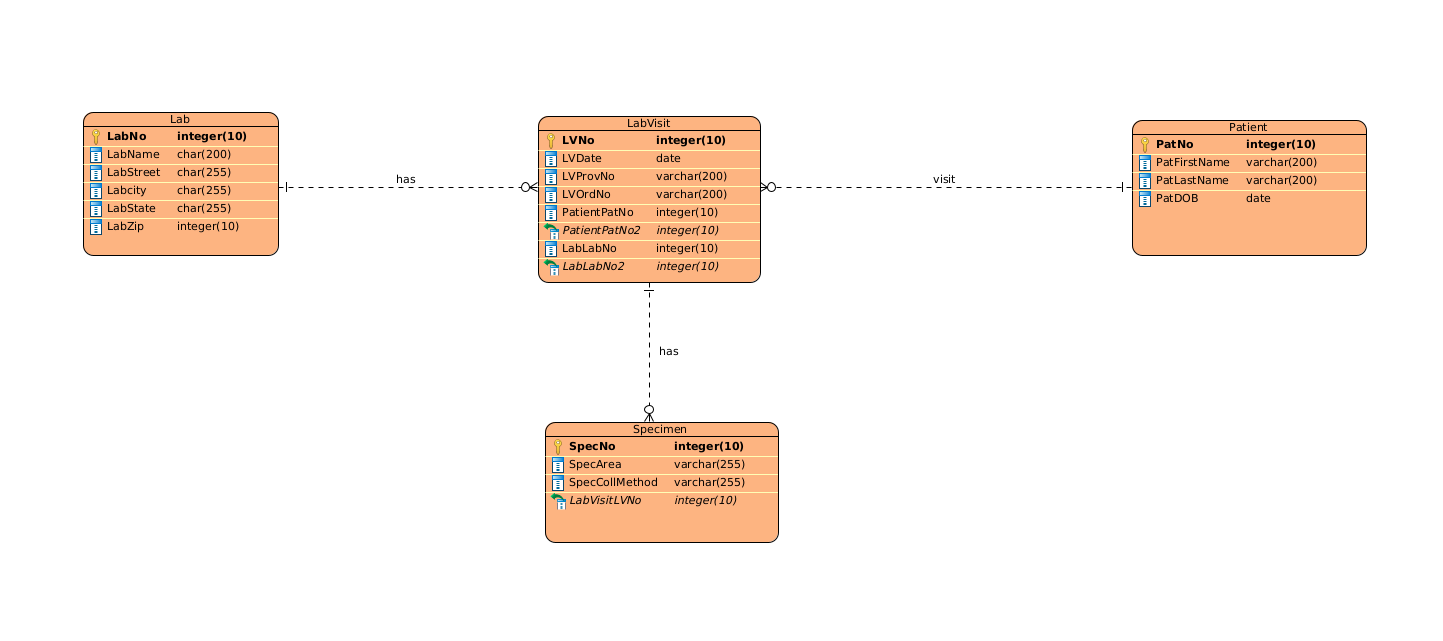 Lab
LabNo integer(10)
LabName char(200)
LabStreet char(255)
Labcity char(255)
LabState char(255)
LabZip integer(10)
has
LabVisit
LVNo integer(10)
LVDate date
LVProvNo varchar(200)
LVOrdNo varchar(200)
PatientPatNo integer(10)
PatientPatNo2 integer(10)
LabLabNo integer(10)
LabLabNo2 integer(10)
visit
Patient
PatNo integer(10)
PatFirstName varchar(200)
PatLastName varchar(200)
PatDOB date
has
Specimen
SpecNo integer(10)
SpecArea varchar(255)
SpecCollMethod varchar(255)
LabVisitLVNo integer(10)